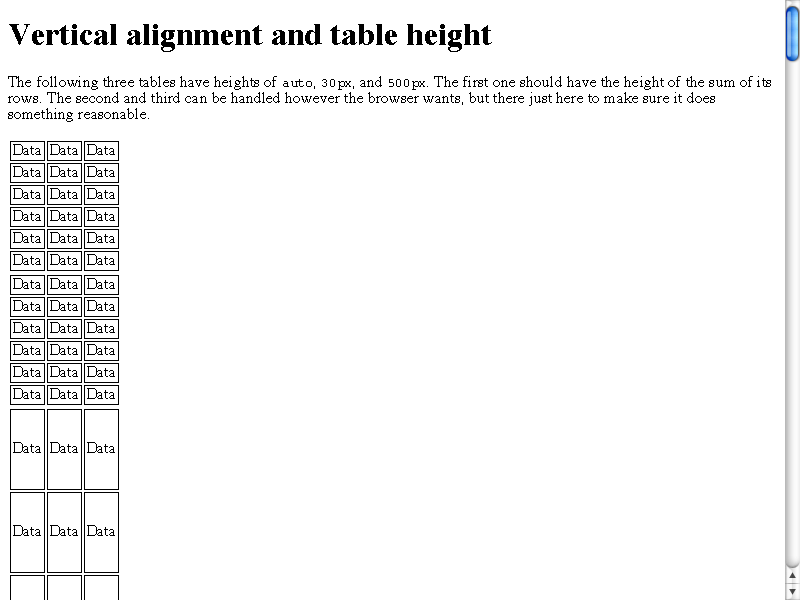 Vertical alignment and table height
The following three tables have heights of auto, 30px, and 500px. The first one should have the height of the sum of its
rows. The second and third can be handled however the browser wants, but there just here to make sure it does
something reasonable.
Data Data Data
Data Data Data
Data Data Data
Data Data Data
Data Data Data
Data Data Data
Data Data Data
Data Data Data
Data Data Data
Data Data Data
Data Data Data
Data Data Data
Data Data Data
Data Data Data